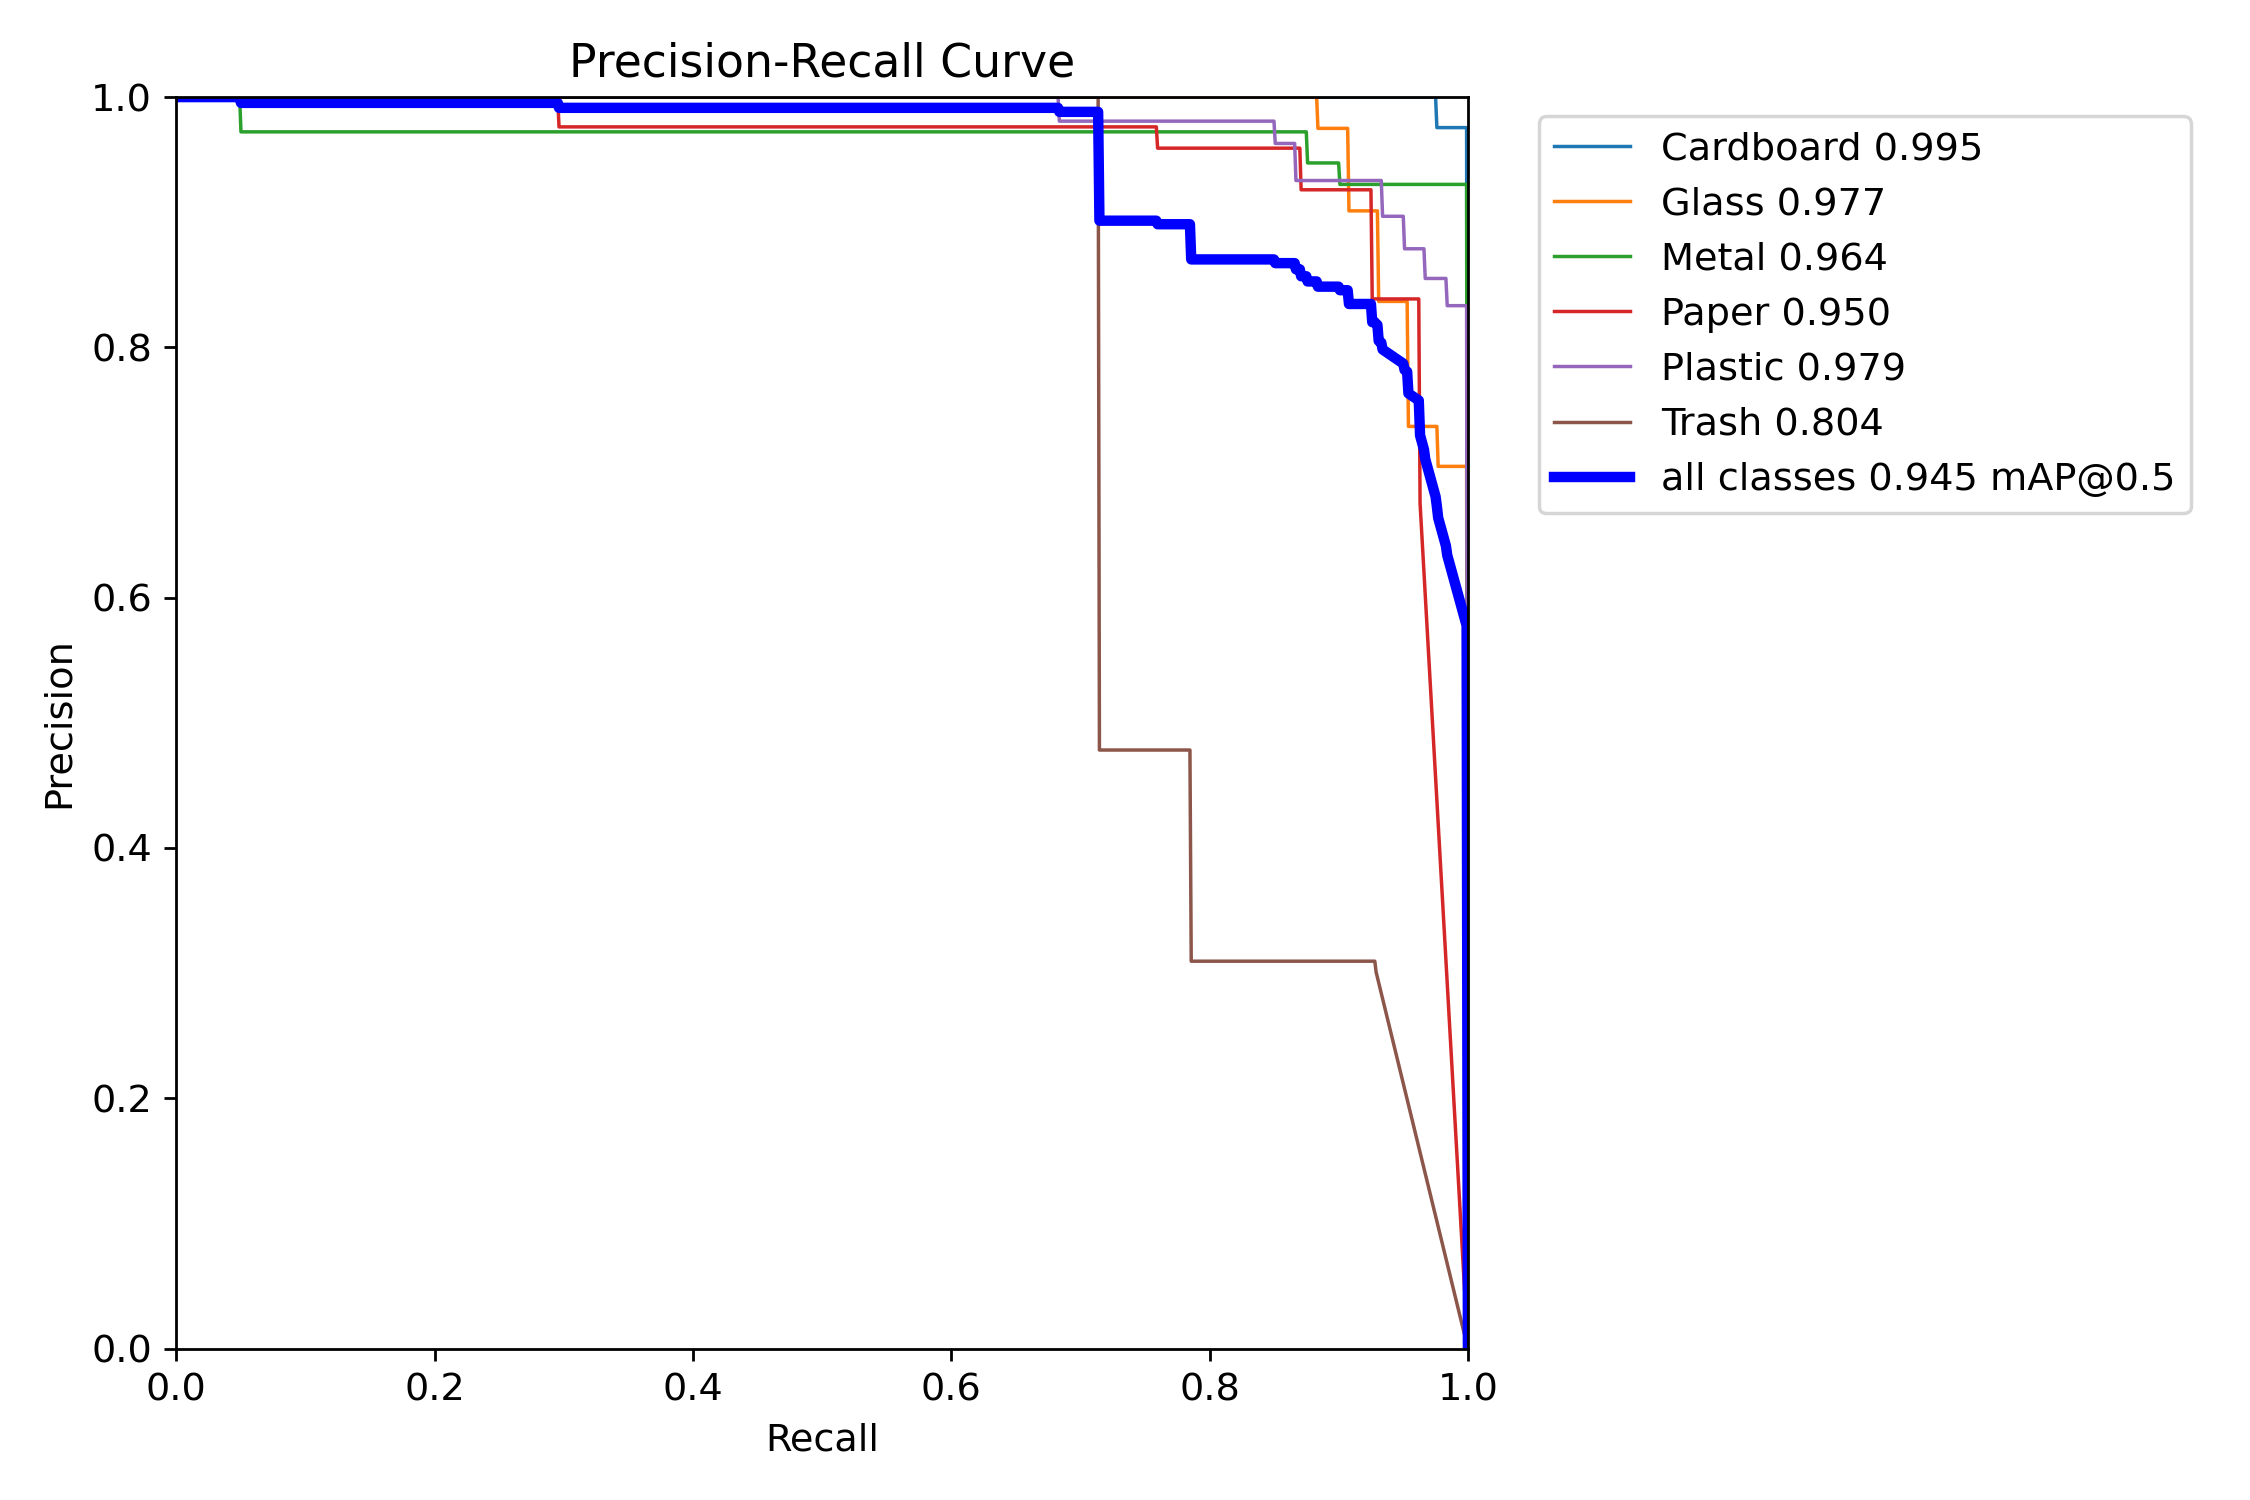 Precision-Recall Curve
1.0
0.8
0.6
0.4
0.2
0.0
Precision
0.0 0.2 0.4 0.6 0.8 1.0
Recall
Cardboard 0.995
Glass 0.977
Metal 0.964
Paper 0.950
Plastic 0.979
Trash 0.804
all classes 0.945 mAP@0.5